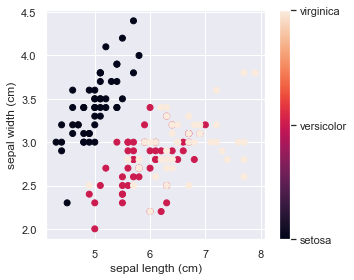 4.5
4.0
3.5
3.0
2.5
2.0
sepal width (cm)
5
6
7
8
sepal length (cm)
virginica
versicolor
setosa